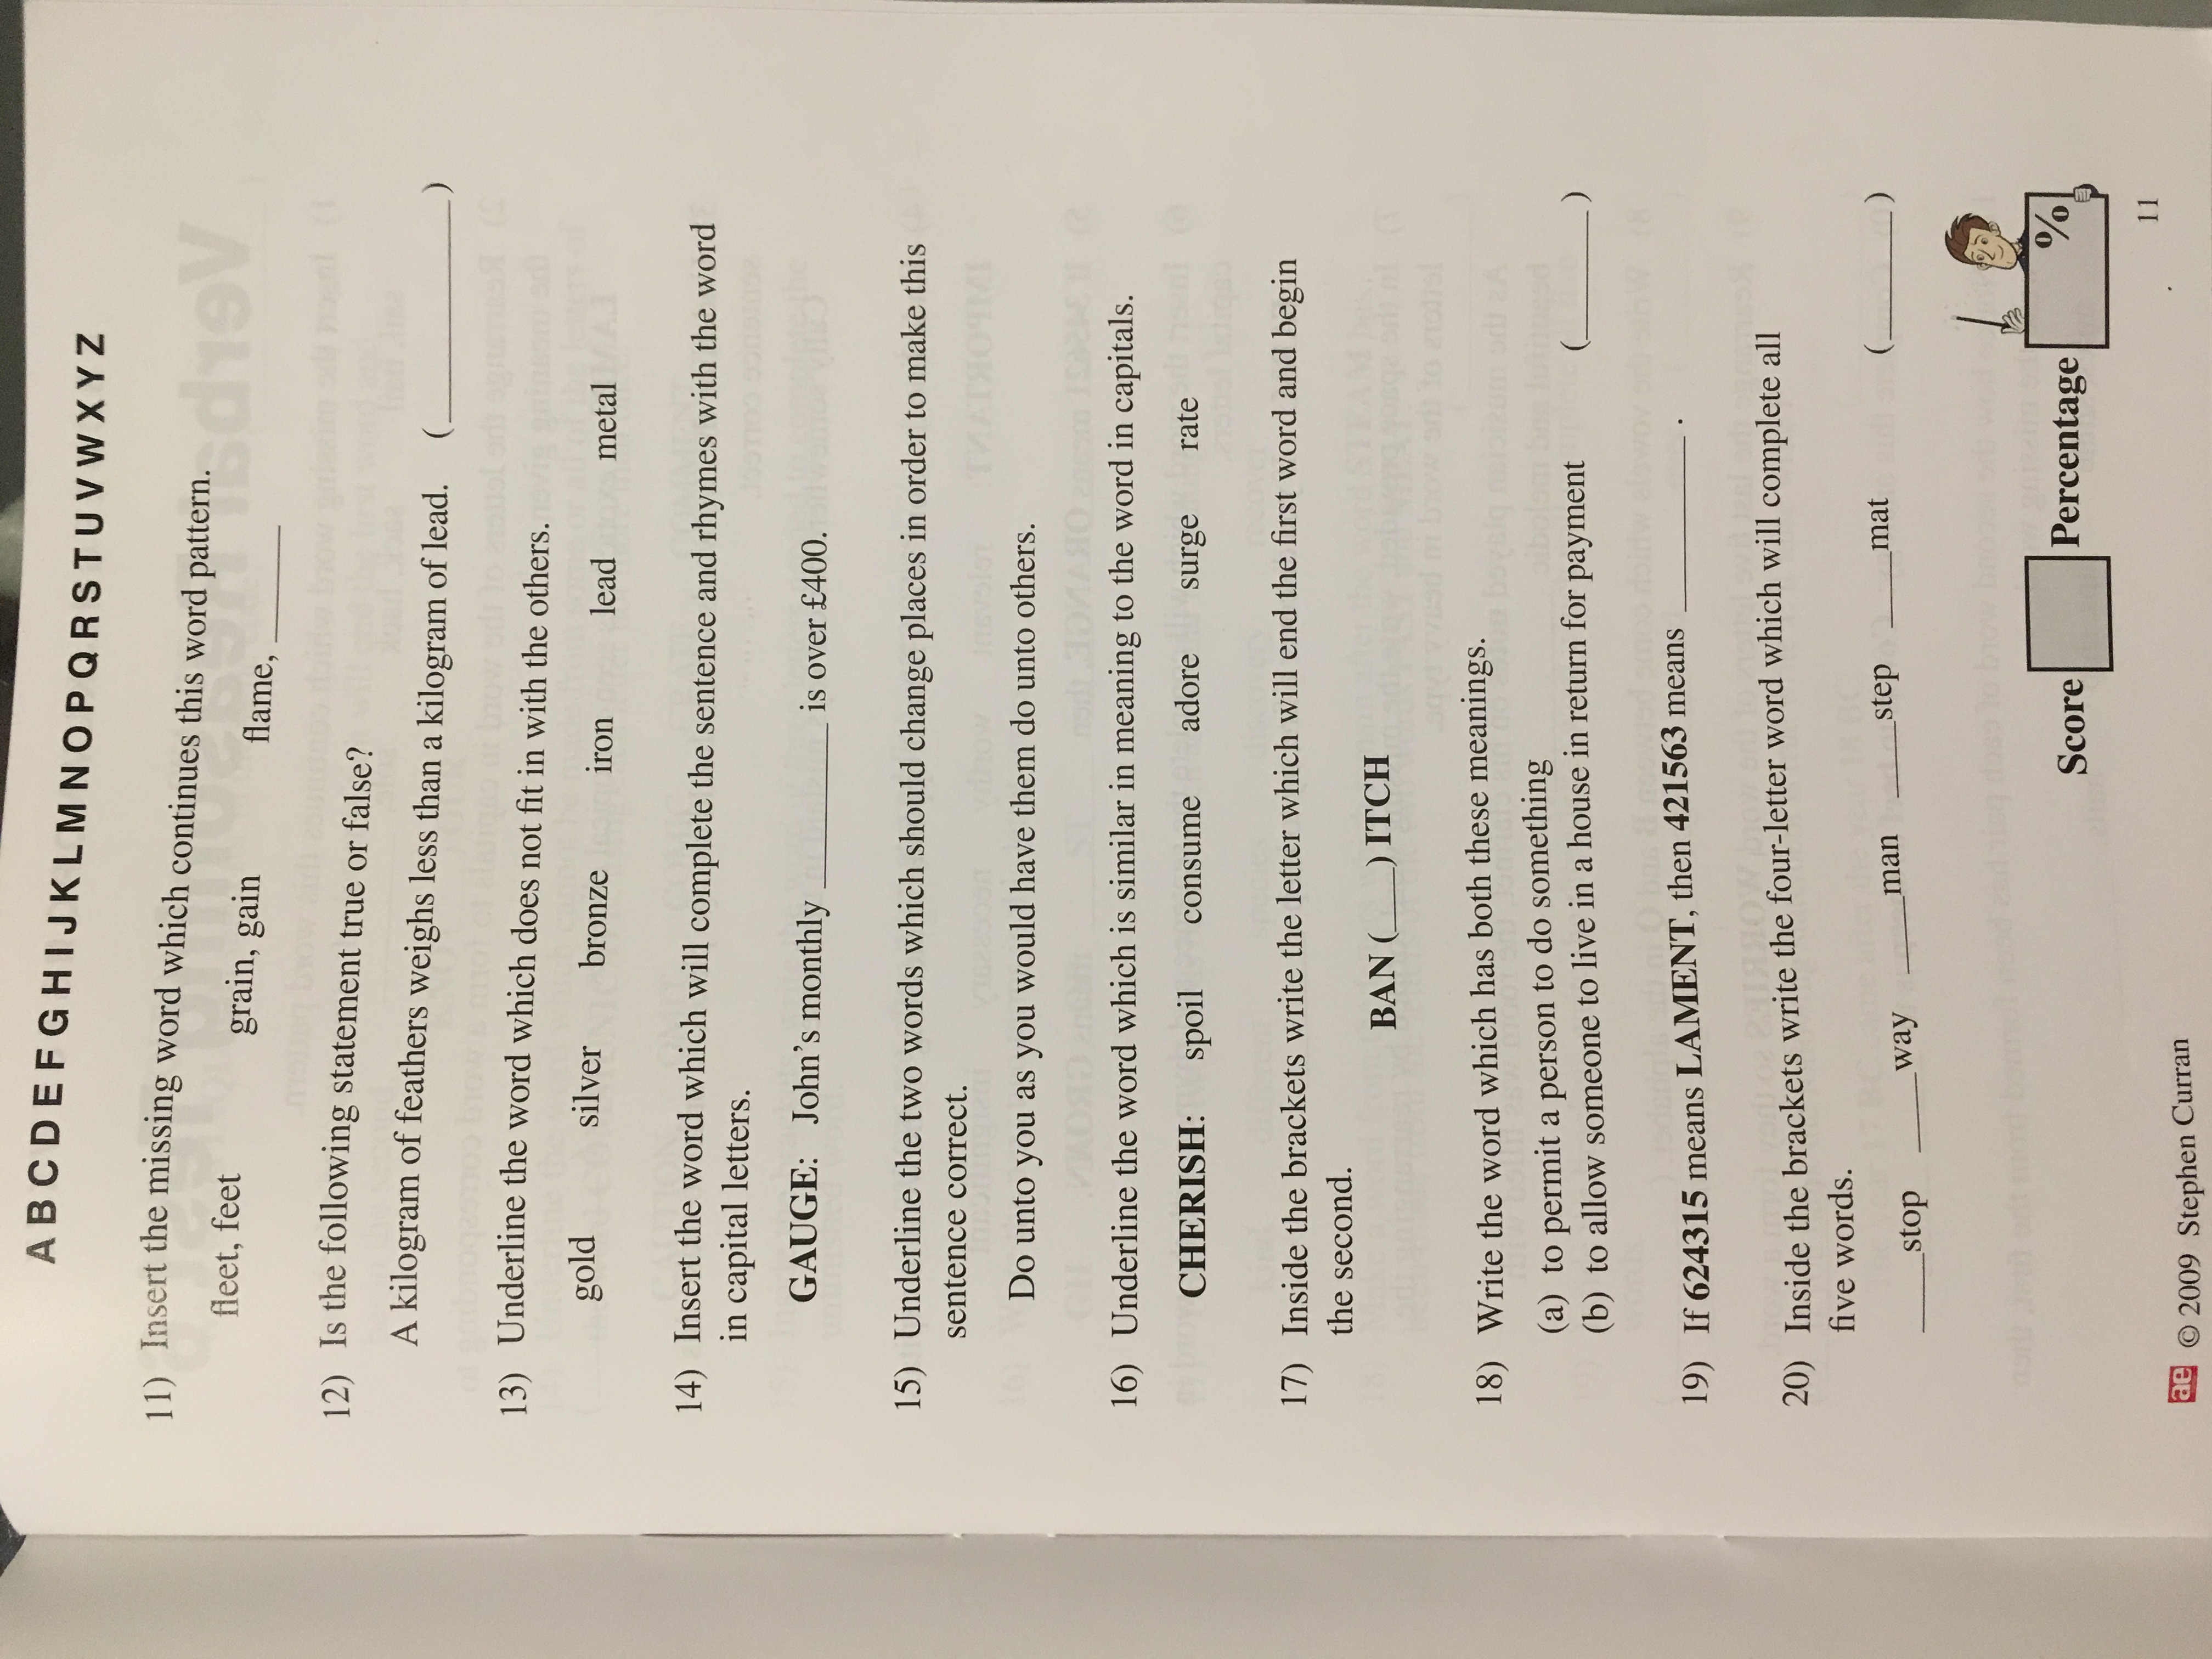 A B C D E F G H I J K L M N O P Q R S T U V W X Y Z
11) Insert the missing word which continues this word pattern.
fleet, feet grain, gain flame, ______
12) Is the following statement true or false?
A kilogram of feathers weighs less than a kilogram of lead. (____________)
13) Underline the word which does not fit in with the others.
gold silver bronze iron lead metal
14) Insert the word which will complete the sentence and rhymes with the word
in capital letters.
GAUGE: John's monthly _________ is over £400.
15) Underline the two words which should change places in order to make this
sentence correct.
Do unto you as you would have them do unto others.
16) Underline the word which is similar in meaning to the word in capitals.
CHERISH: spoil consume adore surge rate
17) Inside the brackets write the letter which will end the first word and begin
the second.
BAN (___) ITCH
18) Write the word which has both these meanings.
(a) to permit a person to do something
(b) to allow someone to live in a house in return for payment (_______)
19) If 624315 means LAMENT, then 421563 means _________ .
20) Inside the brackets write the four-letter word which will complete all
five words.
____stop ____way ____man ____step ____mat (_______)
Score Percentage %
11
ae © 2009 Stephen Curran